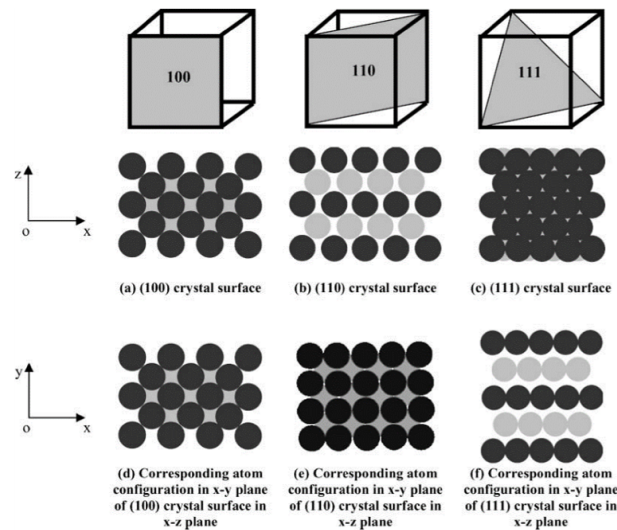 100
110
111
z
o
x
(a) (100) crystal surface
(b) (110) crystal surface
(c) (111) crystal surface
y
o
x
(d) Corresponding atom
configuration in x-y plane
of (100) crystal surface in
x-z plane
(e) Corresponding atom
configuration in x-y plane
of (110) crystal surface in
x-z plane
(f) Corresponding atom
configuration in x-y plane
of (111) crystal surface in
x-z plane